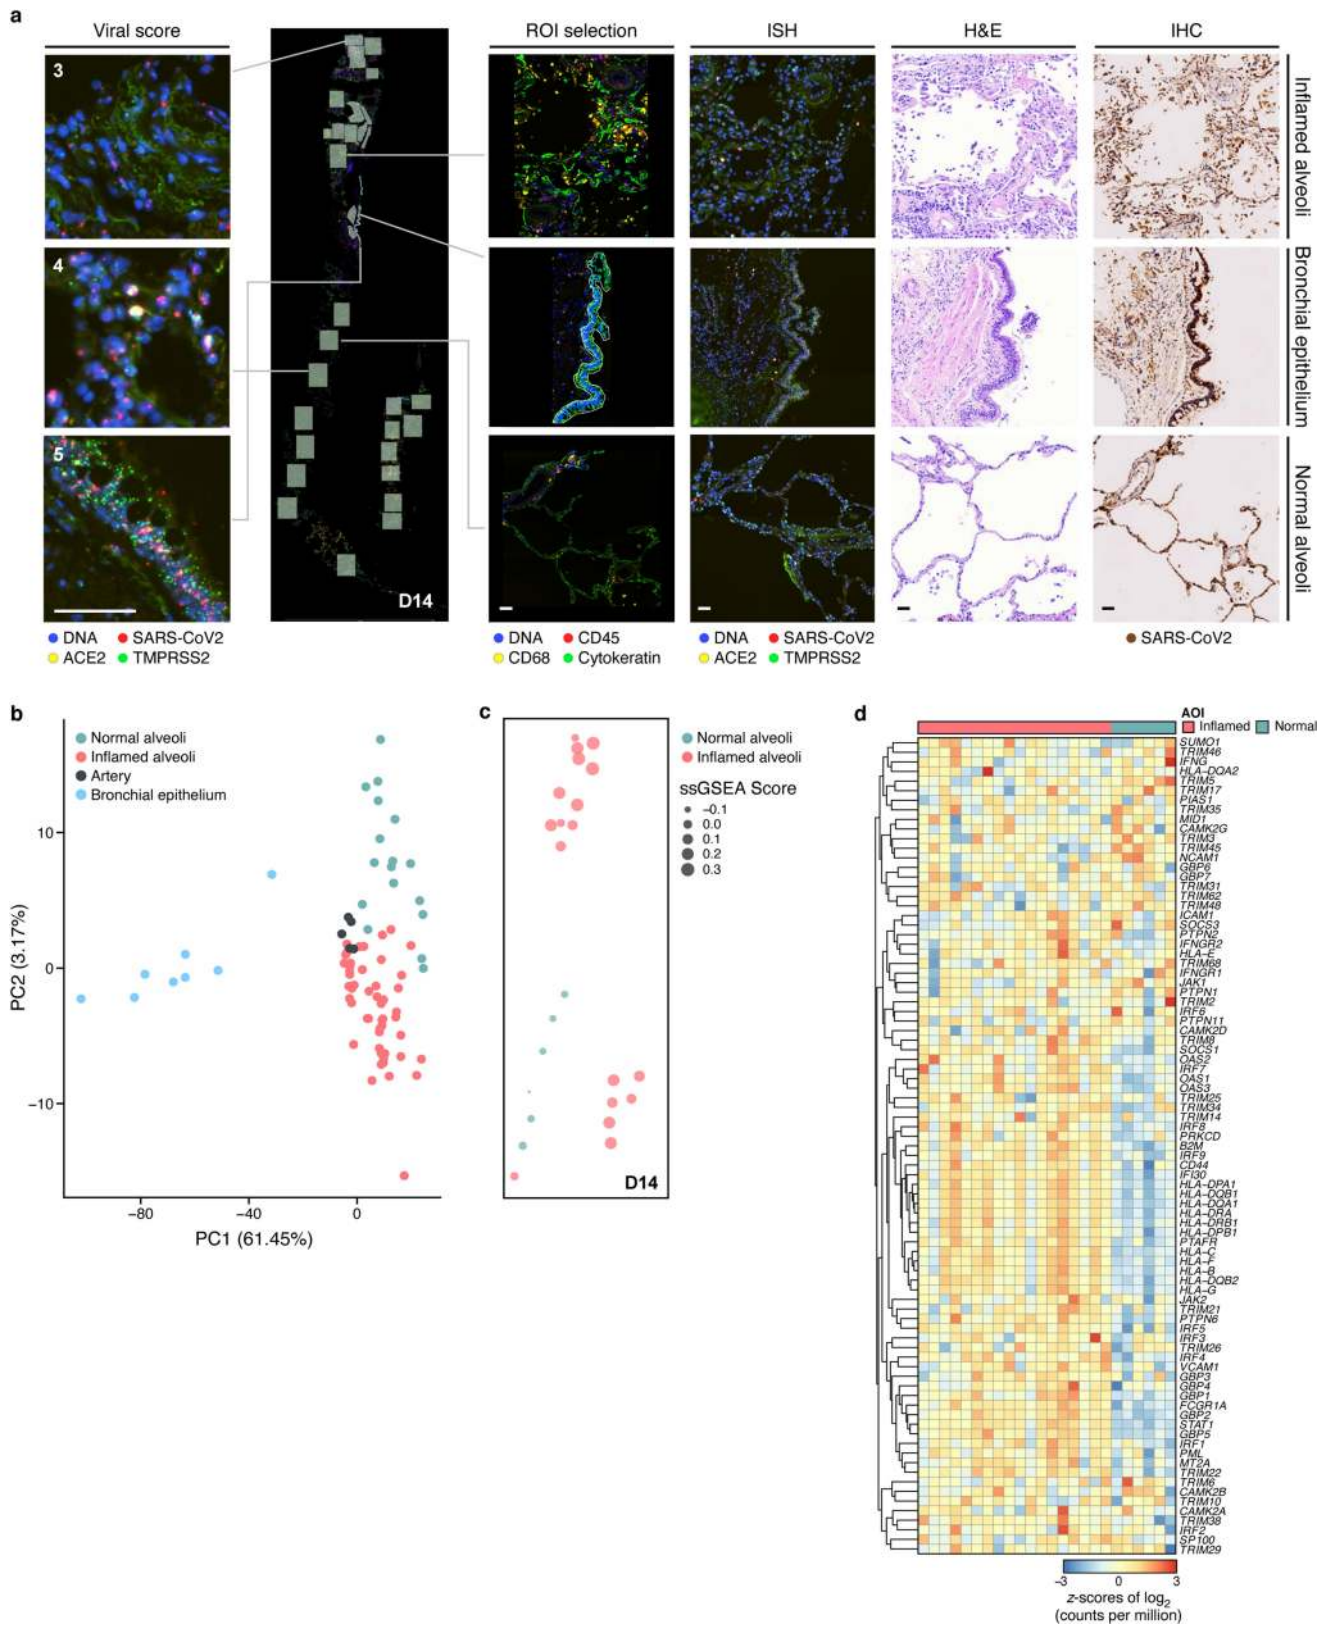 a
Viral score
ROI selection
ISH
H&E
IHC
3
Inflamed alveoli
4
Bronchial epithelium
5
Normal alveoli
D14
DNA SARS-CoV2
ACE2 TMPRSS2
DNA CD45
CD68 Cytokeratin
DNA SARS-CoV2
ACE2 TMPRSS2
SARS-CoV2
b
Normal alveoli
Inflamed alveoli
Artery
Bronchial epithelium
10
0
−10
PC2 (3.17%)
−80 −40 0
PC1 (61.45%)
c
Normal alveoli
Inflamed alveoli
ssGSEA Score
−0.1
0.0
0.1
0.2
0.3
D14
d
AOI
Inflamed Normal
SUMO1
TRIM46
IFNG
HLA–DQA2
TRIM5
TRIM17
PIAS1
TRIM35
MID1
CAMK2G
TRIM3
TRIM45
NCAM1
GBP6
GBP7
TRIM31
TRIM62
TRIM48
ICAM1
SOCS3
PTPN2
IFNGR2
HLA–E
TRIM68
IFNGR1
JAK1
PTPN1
TRIM2
IRF6
PTPN11
CAMK2D
TRIM8
SOCS1
OAS2
IRF7
OAS1
OAS3
TRIM25
TRIM34
TRIM14
IRF8
PRKCD
B2M
IRF9
CD44
IFI30
HLA–DPA1
HLA–DQB1
HLA–DQA1
HLA–DRA
HLA–DRB1
HLA–DPB1
PTAFR
HLA–C
HLA–F
HLA–B
HLA–DQB2
HLA–G
JAK2
TRIM21
PTPN6
IRF5
IRF3
TRIM26
IRF4
VCAM1
GBP3
GBP4
GBP1
FCGR1A
GBP2
STAT1
GBP5
IRF1
PML
MT2A
TRIM22
TRIM6
CAMK2B
TRIM10
CAMK2A
TRIM38
IRF2
SP100
TRIM29
−3 0 3
z-scores of log2
(counts per million)